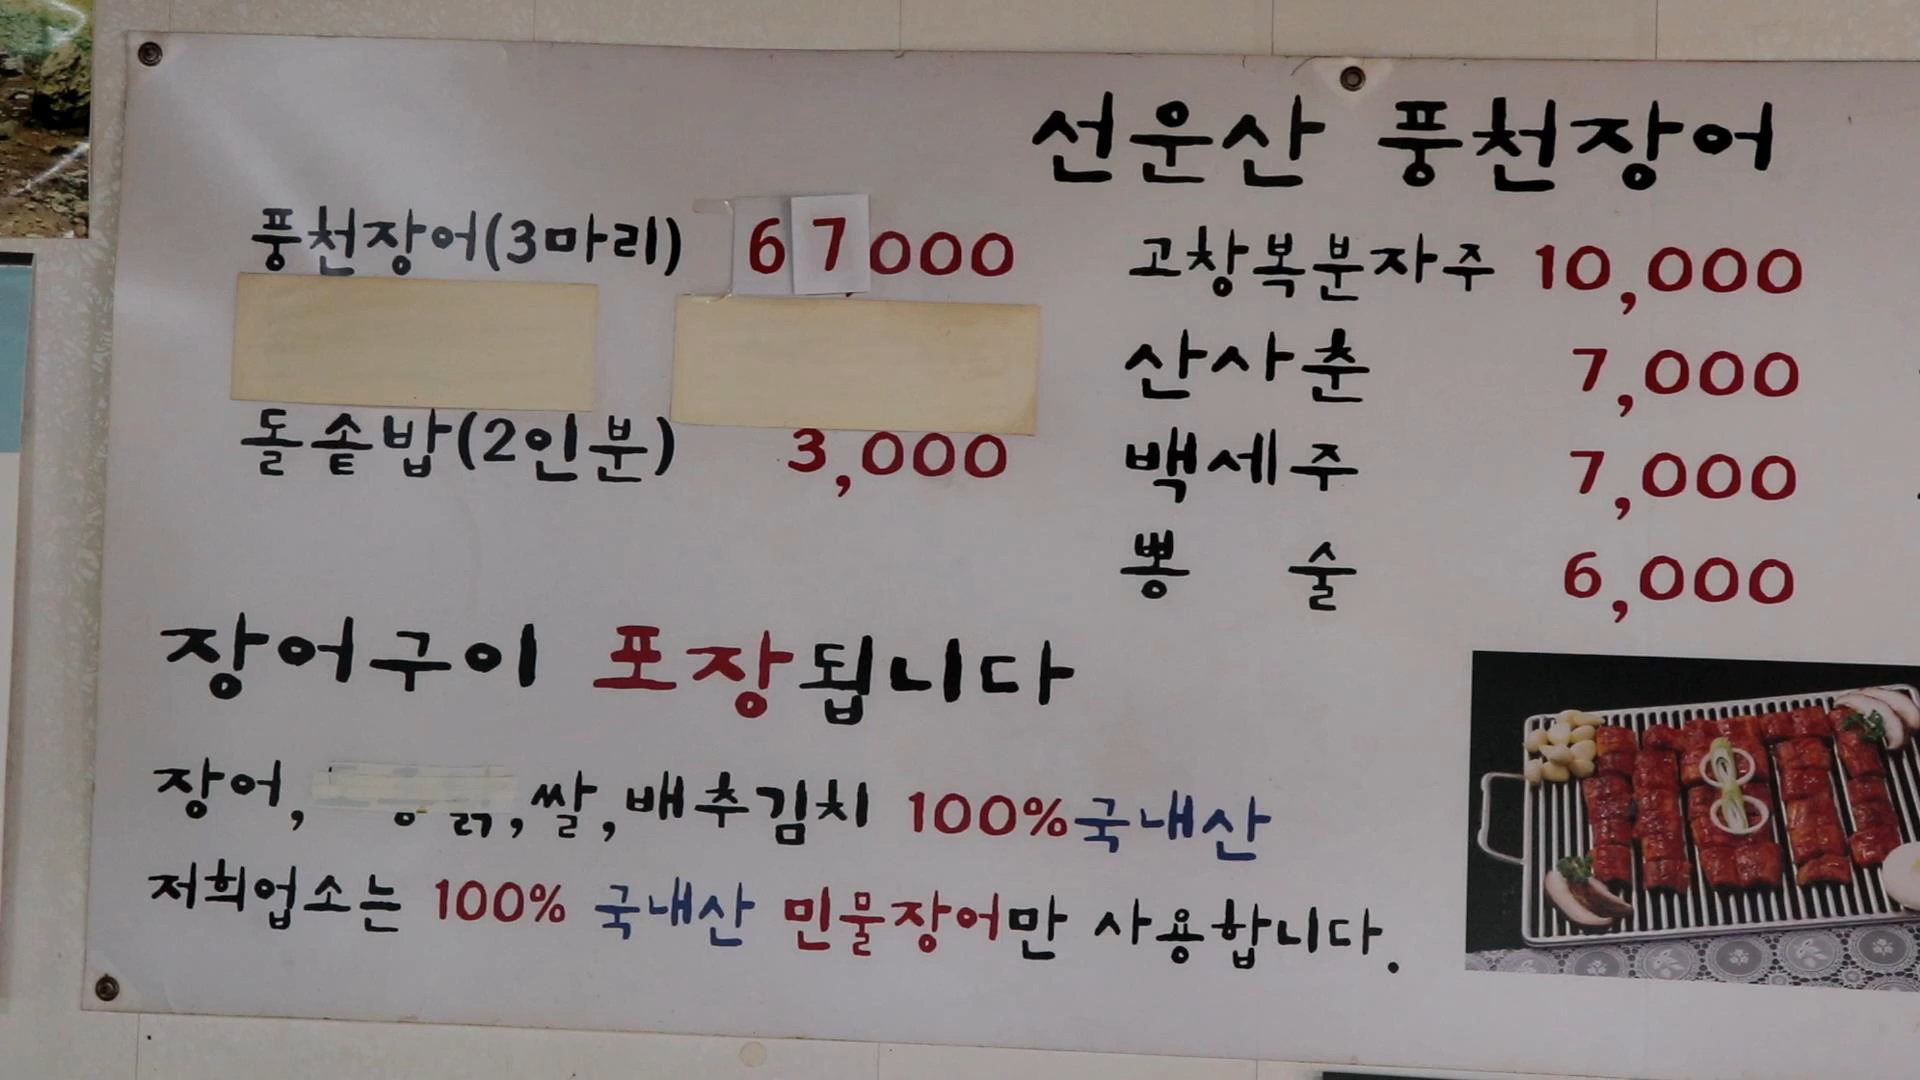 선운산 풍천장어
풍천장어(3마리) 67,000
돌솥밥(2인분) 3,000
고창복분자주 10,000
산사춘 7,000
백세주 7,000
뽕 술 6,000
장어구이 포장됩니다
장어, ,쌀,배추김치 100%국내산
저희업소는 100% 국내산 민물장어만 사용합니다.